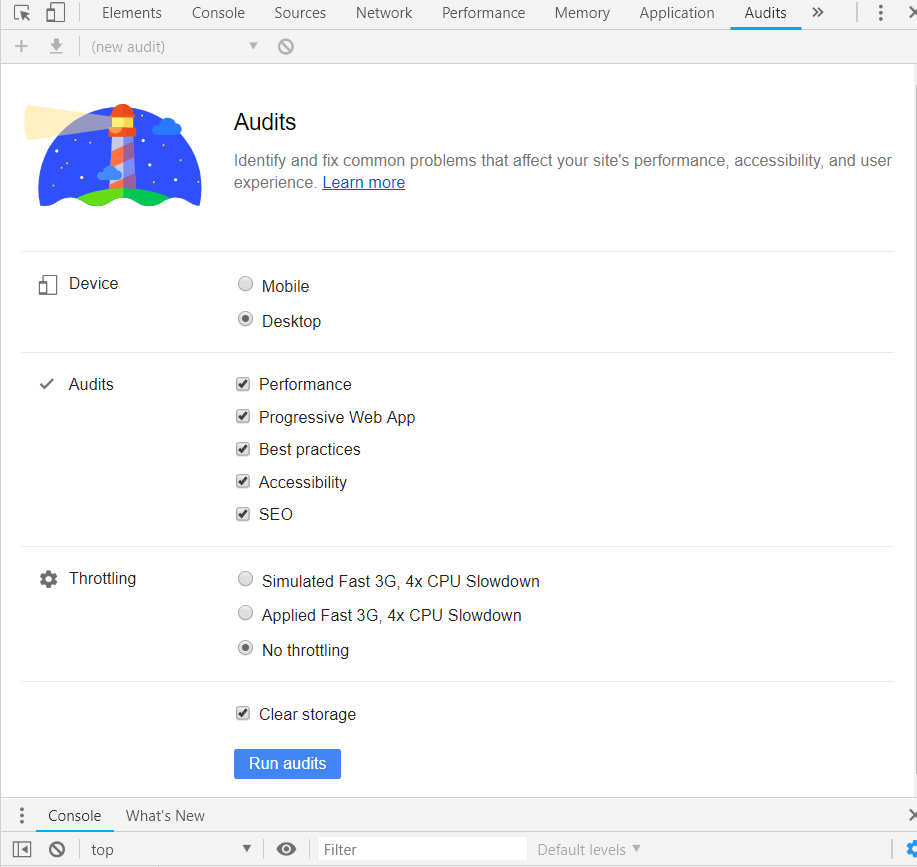 Elements Console Sources Network Performance Memory Application Audits »
(new audit)
Audits
Identify and fix common problems that affect your site's performance, accessibility, and user
experience. Learn more
Device
Mobile
Desktop
Audits
Performance
Progressive Web App
Best practices
Accessibility
SEO
Throttling
Simulated Fast 3G, 4x CPU Slowdown
Applied Fast 3G, 4x CPU Slowdown
No throttling
Clear storage
Run audits
Console What's New
top Filter Default levels